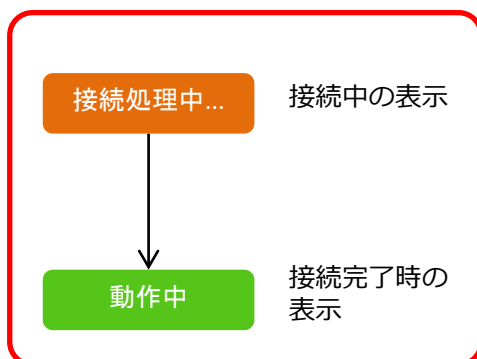 接続処理中…
接続中の表示
動作中
接続完了時の
表示